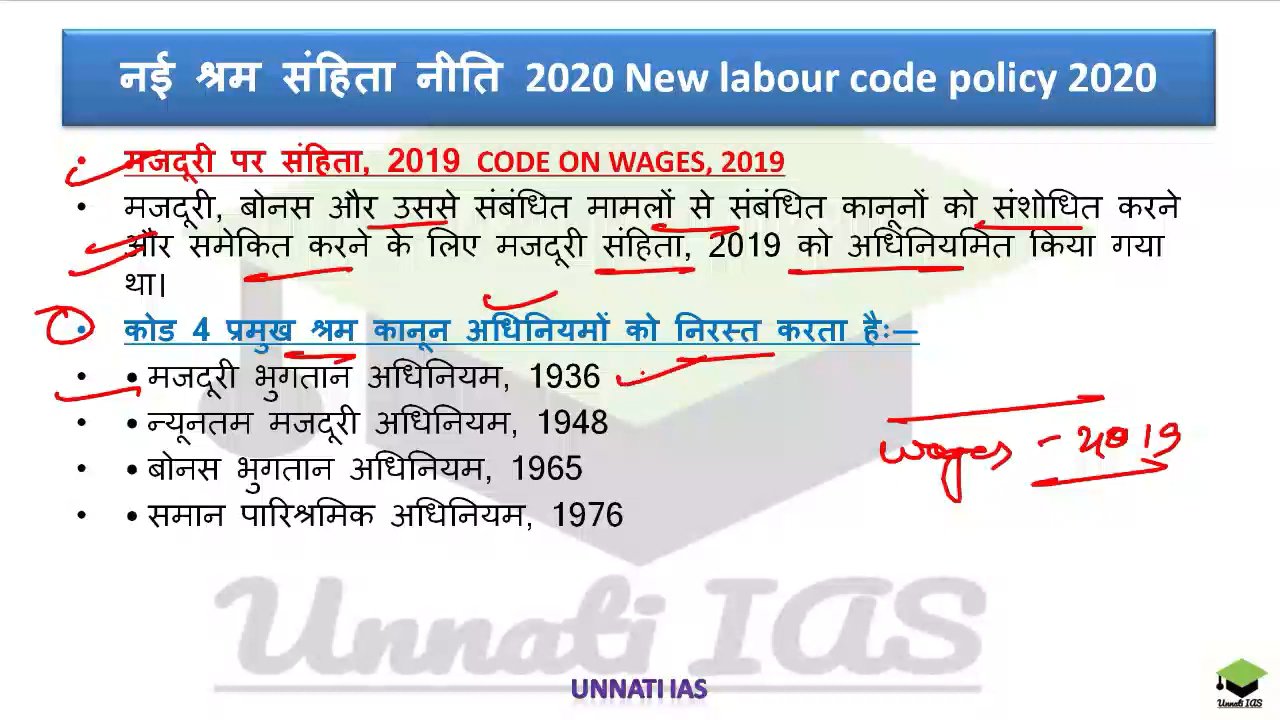 नई श्रम संहिता नीति 2020 New labour code policy 2020
• मजदूरी पर संहिता, 2019 CODE ON WAGES, 2019
• मजदूरी, बोनस और उससे संबंधित मामलों से संबंधित कानूनों को संशोधित करने
और समेकित करने के लिए मजदूरी संहिता, 2019 को अधिनियमित किया गया
था।
• कोड 4 प्रमुख श्रम कानून अधिनियमों को निरस्त करता हैः—
• • मजदूरी भुगतान अधिनियम, 1936
• • न्यूनतम मजदूरी अधिनियम, 1948
• • बोनस भुगतान अधिनियम, 1965
• • समान पारिश्रमिक अधिनियम, 1976
wages - 2019
Unnati IAS
UNNATI IAS
Unnati IAS